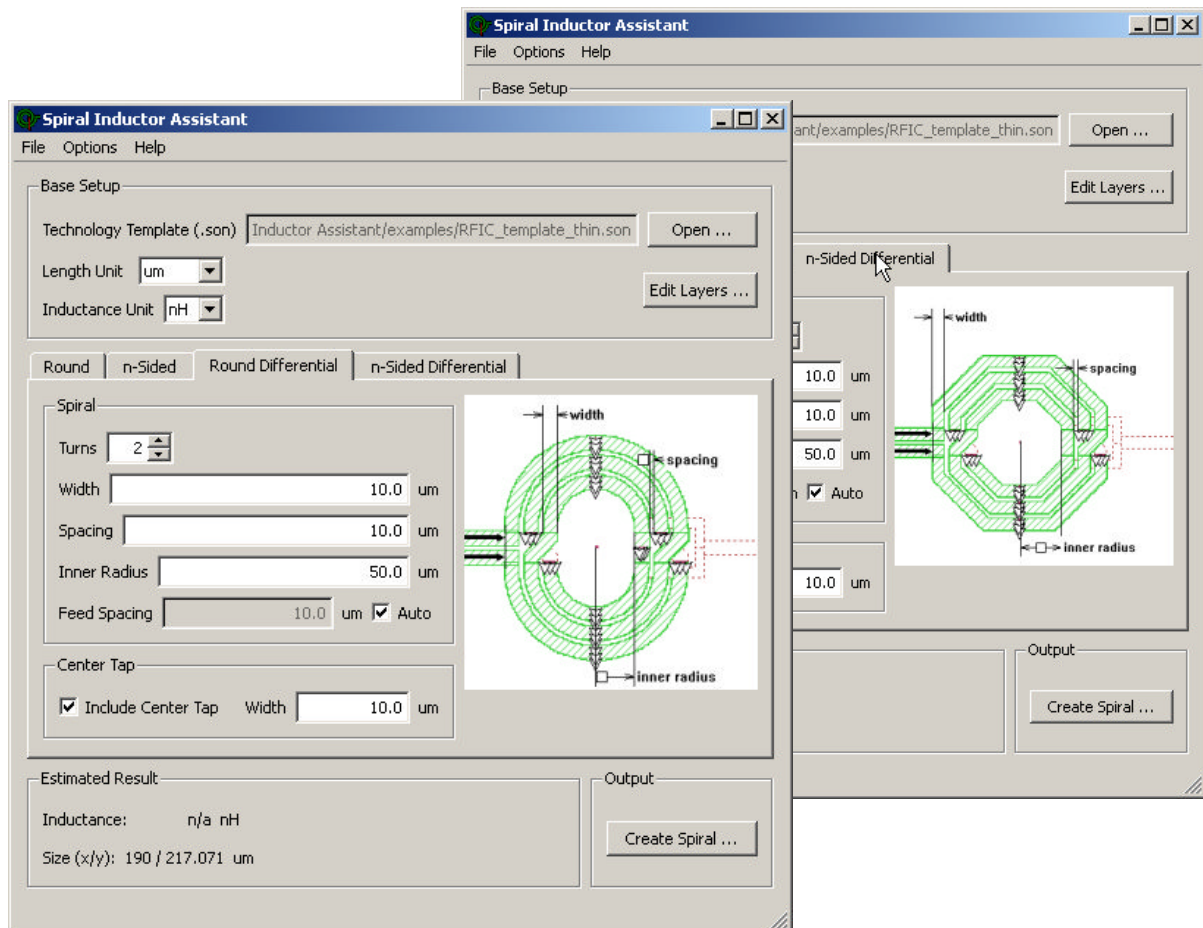 Spiral Inductor Assistant
File Options Help
Base Setup
ant/examples/RFIC_template_thin.son Open ...
Edit Layers ...
n-Sided Differential
10.0 um
10.0 um
50.0 um
Auto
10.0 um
width
spacing
inner radius
Output
Create Spiral ...
Spiral Inductor Assistant
File Options Help
Base Setup
Technology Template (.son) Inductor Assistant/examples/RFIC_template_thin.son Open ...
Length Unit um
Edit Layers ...
Inductance Unit nH
Round n-Sided Round Differential n-Sided Differential
Spiral
Turns 2
Width 10.0 um
Spacing 10.0 um
Inner Radius 50.0 um
Feed Spacing 10.0 um Auto
Center Tap
Include Center Tap Width 10.0 um
width
spacing
inner radius
Estimated Result
Inductance: n/a nH
Size (x/y): 190 / 217.071 um
Output
Create Spiral ...